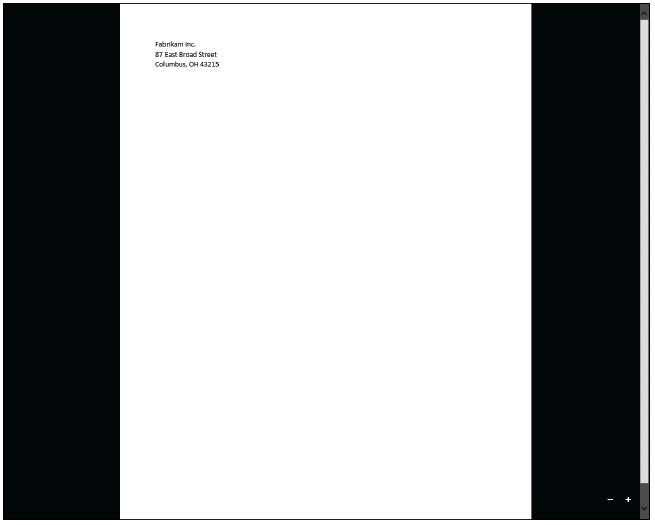 Fabrikam Inc.
87 East Broad Street
Columbus, OH 43215